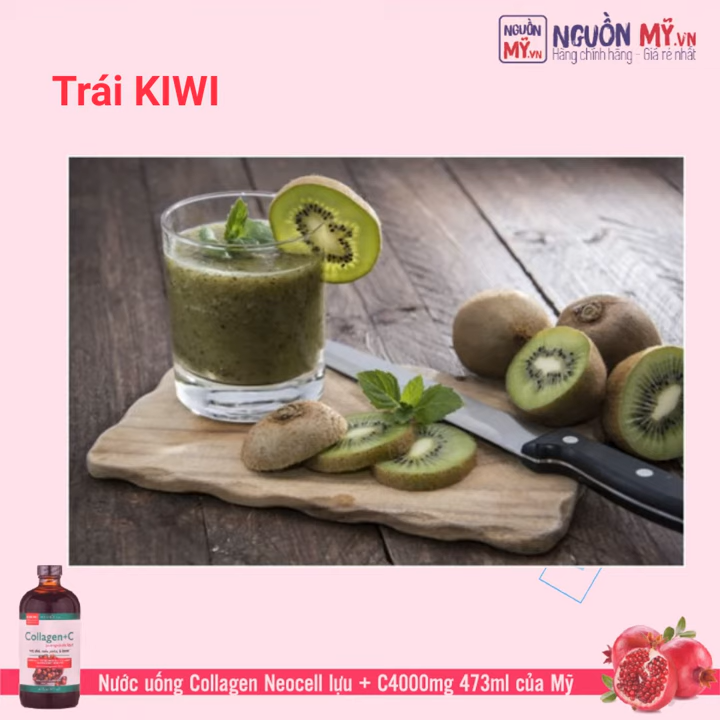 NGUỒN
MỸ.VN
NGUỒN MỸ.VN
Hàng chính hãng - Giá rẻ nhất
Trái KIWI
Collagen+C
Nước uống Collagen Neocell lựu + C4000mg 473ml của Mỹ